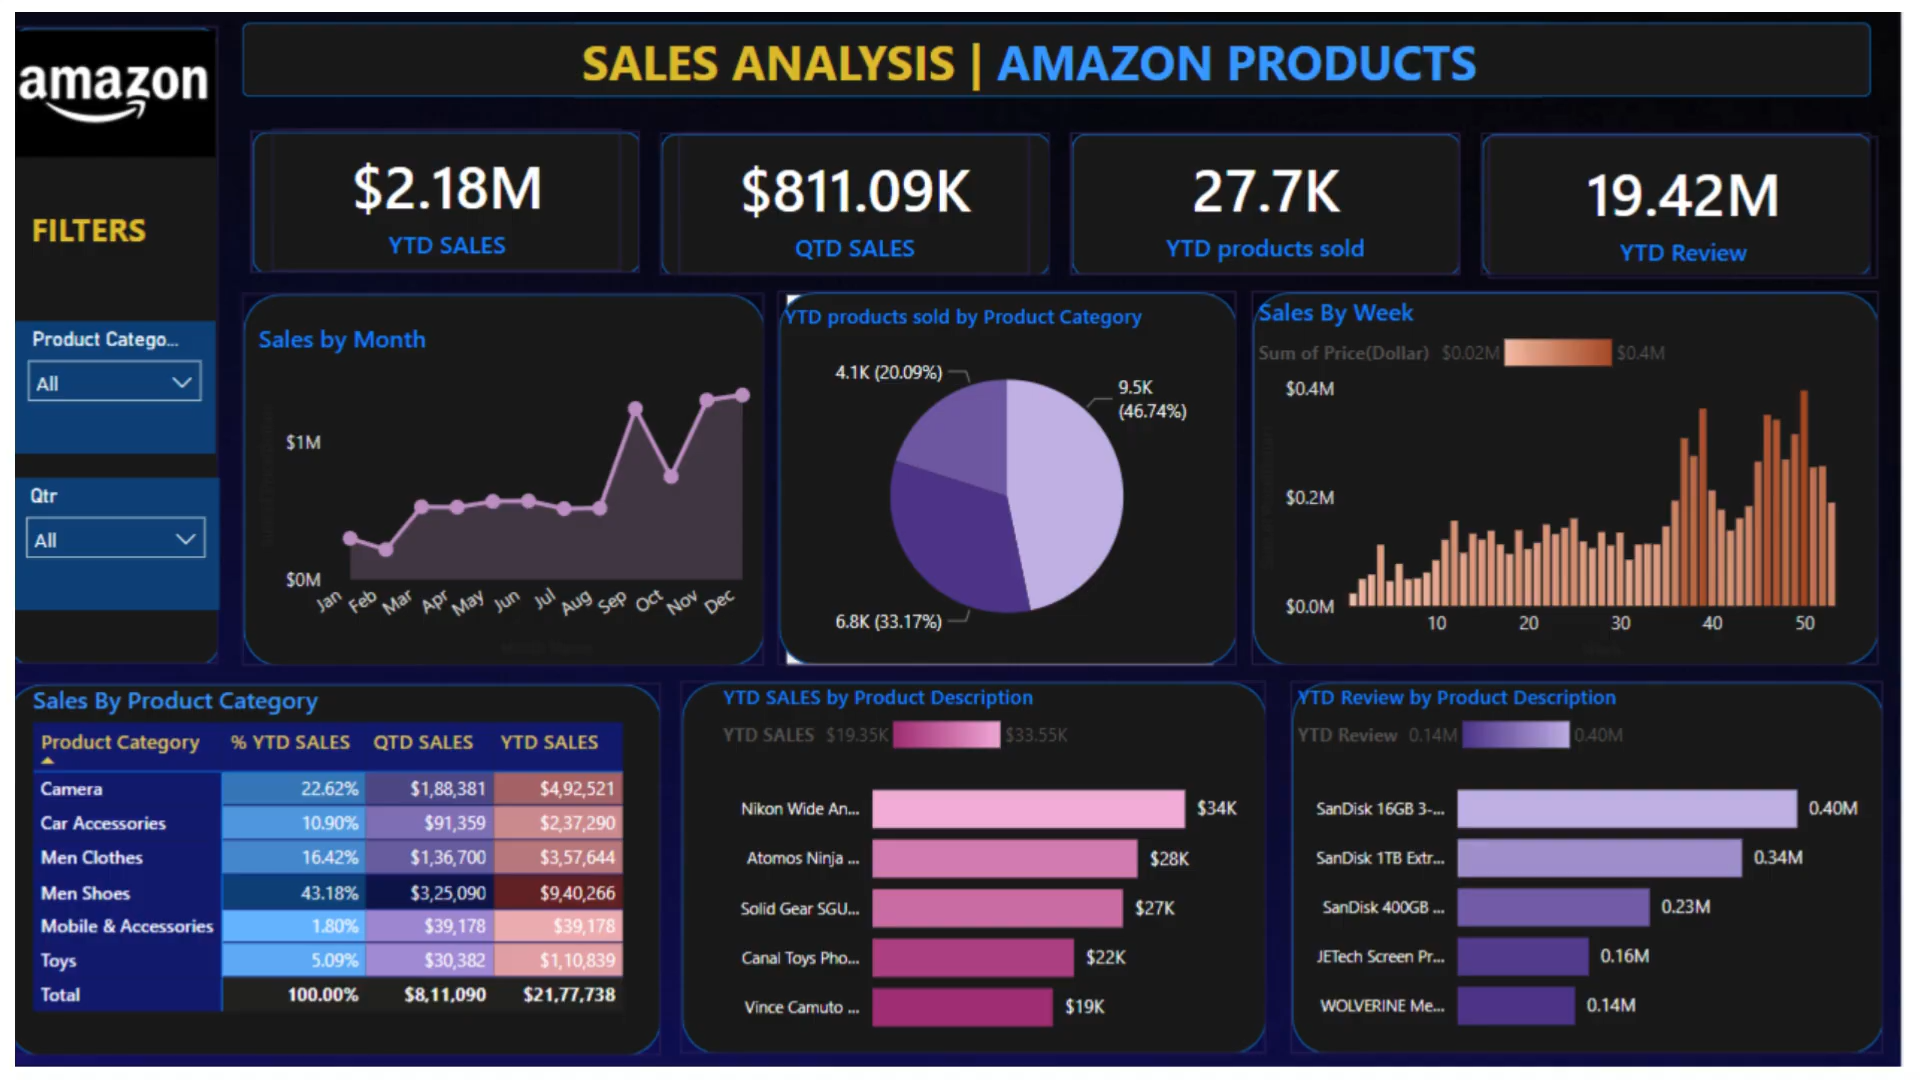 amazon
SALES ANALYSIS | AMAZON PRODUCTS
FILTERS
Product Catego...
All
Qtr
All
$2.18M
YTD SALES
$811.09K
QTD SALES
27.7K
YTD products sold
19.42M
YTD Review
Sales by Month
$1M
$0M
Jan Feb Mar Apr May Jun Jul Aug Sep Oct Nov Dec
YTD products sold by Product Category
4.1K (20.09%)
9.5K
(46.74%)
6.8K (33.17%)
Sales By Week
Sum of Price(Dollar) $0.02M $0.4M
$0.4M
$0.2M
$0.0M
10 20 30 40 50
Sales By Product Category
Product Category % YTD SALES QTD SALES YTD SALES
Camera 22.62% $1,88,381 $4,92,521
Car Accessories 10.90% $91,359 $2,37,290
Men Clothes 16.42% $1,36,700 $3,57,644
Men Shoes 43.18% $3,25,090 $9,40,266
Mobile & Accessories 1.80% $39,178 $39,178
Toys 5.09% $30,382 $1,10,839
Total 100.00% $8,11,090 $21,77,738
YTD SALES by Product Description
YTD SALES $19.35K $33.55K
Nikon Wide An... $34K
Atomos Ninja ... $28K
Solid Gear SGU... $27K
Canal Toys Pho... $22K
Vince Camuto ... $19K
YTD Review by Product Description
YTD Review 0.14M 0.40M
SanDisk 16GB 3-... 0.40M
SanDisk 1TB Extr... 0.34M
SanDisk 400GB ... 0.23M
JETech Screen Pr... 0.16M
WOLVERINE Me... 0.14M